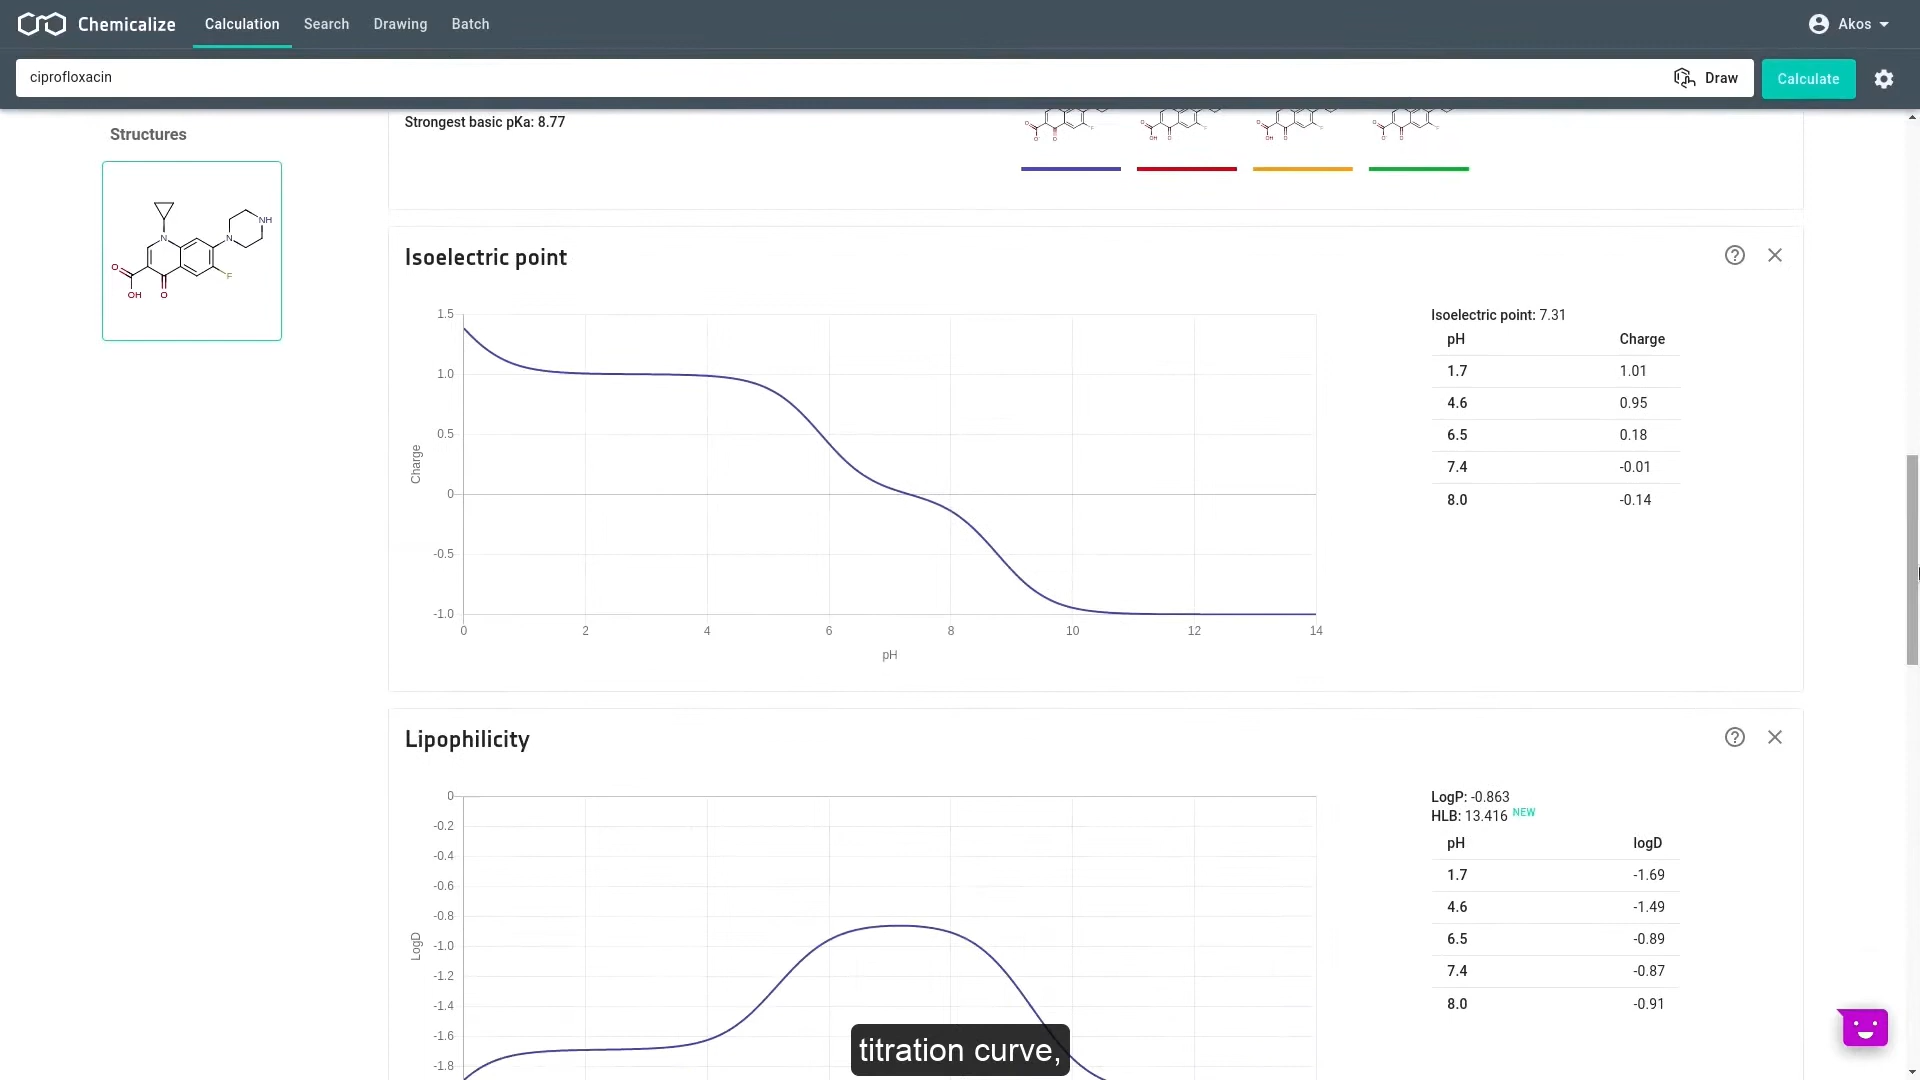 Chemicalize Calculation Search Drawing Batch Akos
ciprofloxacin Draw Calculate
Structures
Strongest basic pKa: 8.77
N
N
NH
F
O
OH
O
Isoelectric point
1.5
1.0
0.5
0
-0.5
-1.0
Charge
0 2 4 6 8 10 12 14
pH
Isoelectric point: 7.31
pH Charge
1.7 1.01
4.6 0.95
6.5 0.18
7.4 -0.01
8.0 -0.14
Lipophilicity
0
-0.2
-0.4
-0.6
-0.8
-1.0
-1.2
-1.4
-1.6
-1.8
LogD
LogP: -0.863
HLB: 13.416 NEW
pH logD
1.7 -1.69
4.6 -1.49
6.5 -0.89
7.4 -0.87
8.0 -0.91
titration curve,